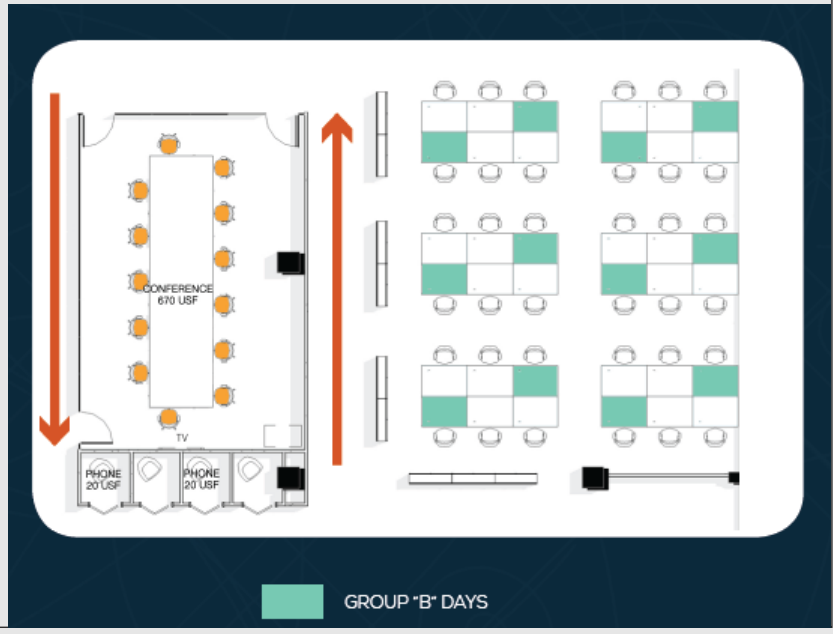 CONFERENCE
670 USF
TV
PHONE
20 USF
PHONE
20 USF
GROUP "B" DAYS